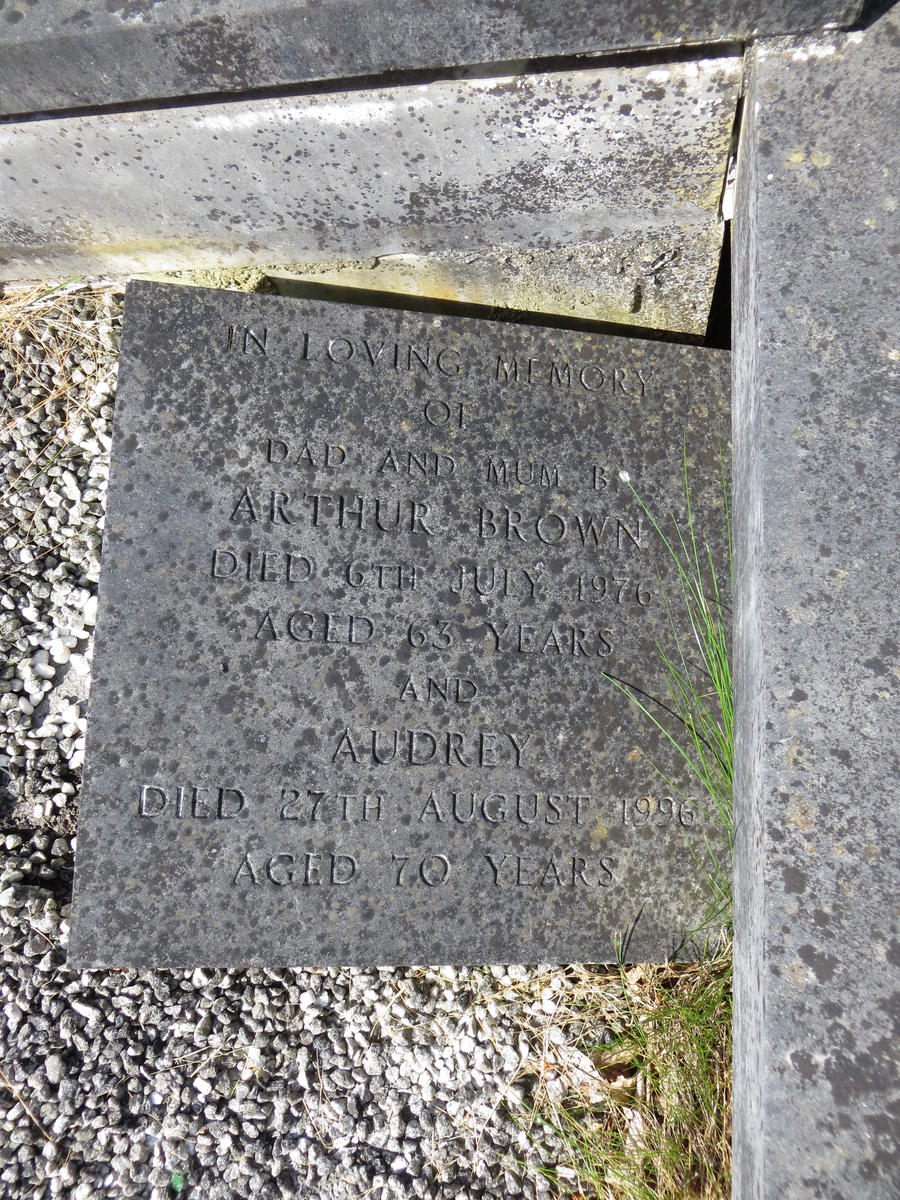 IN LOVING MEMORY
OF
DAD AND MUM B.
ARTHUR BROWN
DIED 6TH JULY 1976
AGED 63 YEARS
AND
AUDREY
DIED 27TH AUGUST 1996
AGED 70 YEARS